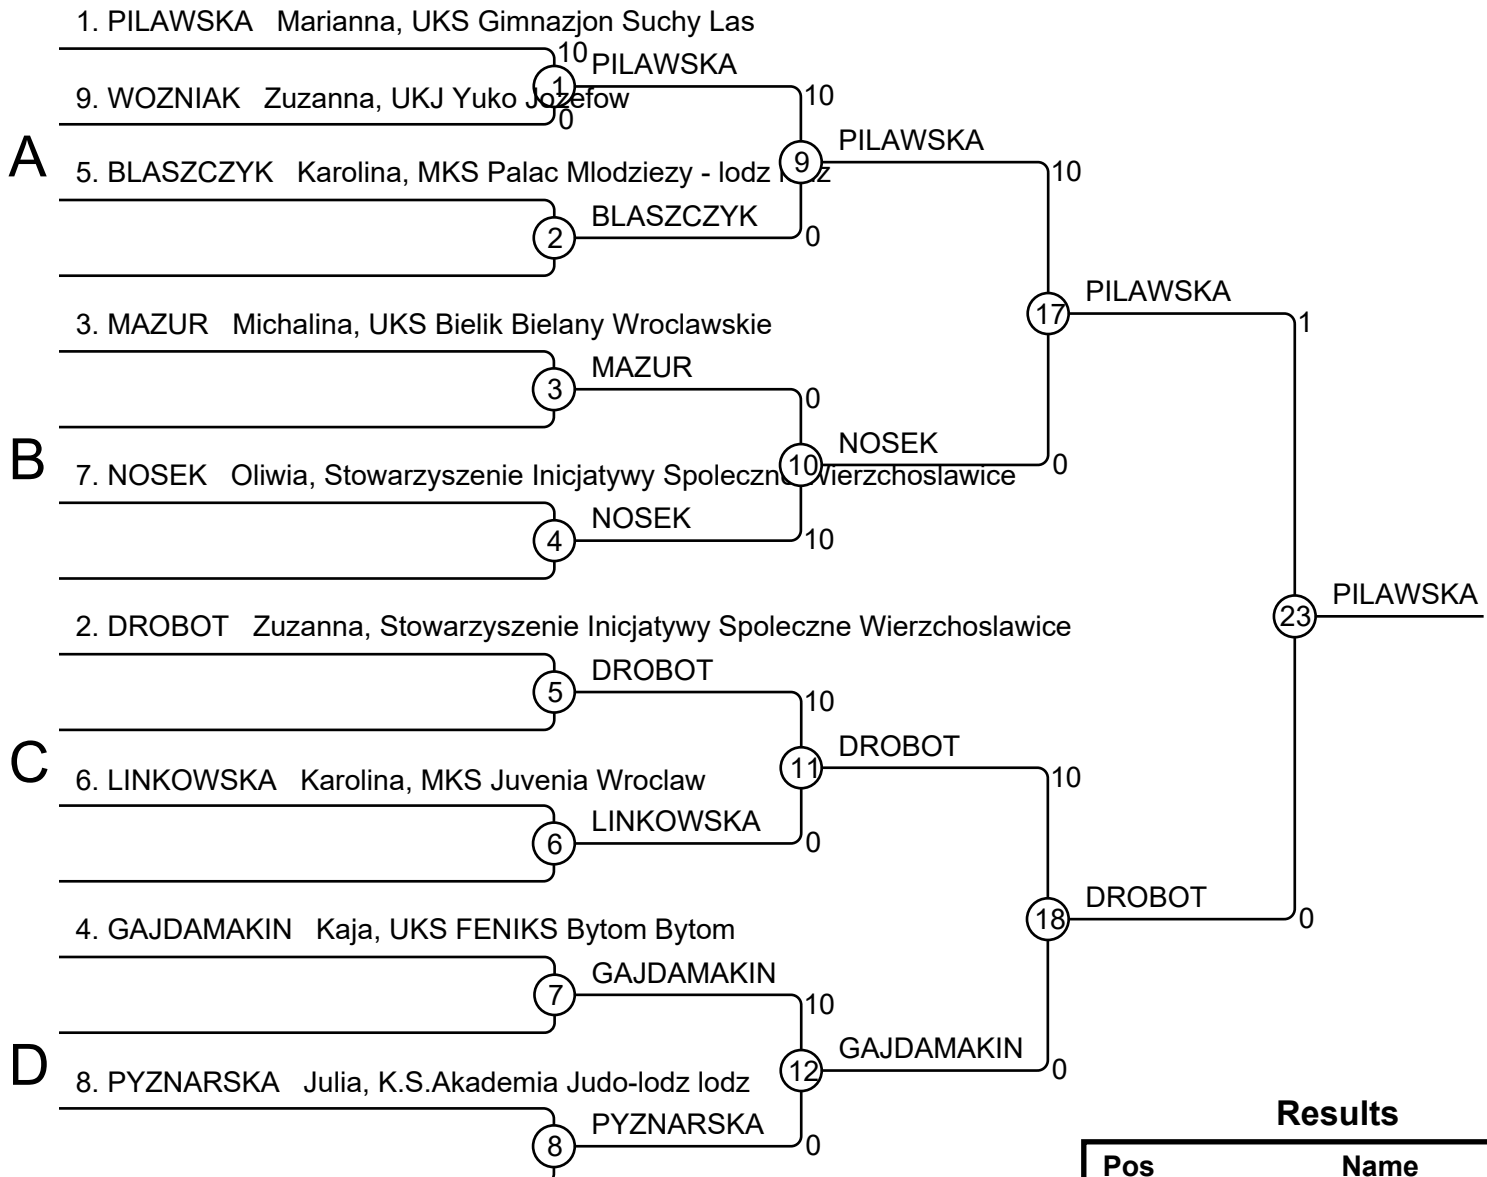 1. PILAWSKA Marianna, UKS Gimnazjon Suchy Las
10
PILAWSKA
1
10
9. WOZNIAK Zuzanna, UKJ Yuko Jozefow
0
PILAWSKA
A
9
5. BLASZCZYK Karolina, MKS Palac Mlodziezy - lodz
10
BLASZCZYK
2
0
PILAWSKA
3. MAZUR Michalina, UKS Bielik Bielany Wroclawskie
17
1
MAZUR
3
0
NOSEK
B
10
0
7. NOSEK Oliwia, Stowarzyszenie Inicjatywy Spoleczne Wierzchoslawice
NOSEK
4
10
PILAWSKA
23
2. DROBOT Zuzanna, Stowarzyszenie Inicjatywy Spoleczne Wierzchoslawice
DROBOT
5
10
DROBOT
C
11
10
6. LINKOWSKA Karolina, MKS Juvenia Wroclaw
LINKOWSKA
6
0
DROBOT
18
0
4. GAJDAMAKIN Kaja, UKS FENIKS Bytom Bytom
GAJDAMAKIN
7
10
GAJDAMAKIN
D
12
0
8. PYZNARSKA Julia, K.S.Akademia Judo-lodz lodz
PYZNARSKA
8
0
Results
Pos Name